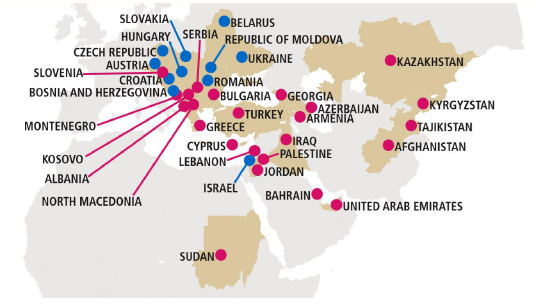 SLOVAKIA
BELARUS
HUNGARY
SERBIA
REPUBLIC OF MOLDOVA
CZECH REPUBLIC
UKRAINE
AUSTRIA
KAZAKHSTAN
SLOVENIA
CROATIA
ROMANIA
BOSNIA AND HERZEGOVINA
BULGARIA
GEORGIA
KYRGYZSTAN
AZERBAIJAN
TURKEY
ARMENIA
MONTENEGRO
GREECE
TAJIKISTAN
IRAQ
CYPRUS
AFGHANISTAN
PALESTINE
KOSOVO
LEBANON
JORDAN
ALBANIA
ISRAEL
BAHRAIN
NORTH MACEDONIA
UNITED ARAB EMIRATES
SUDAN